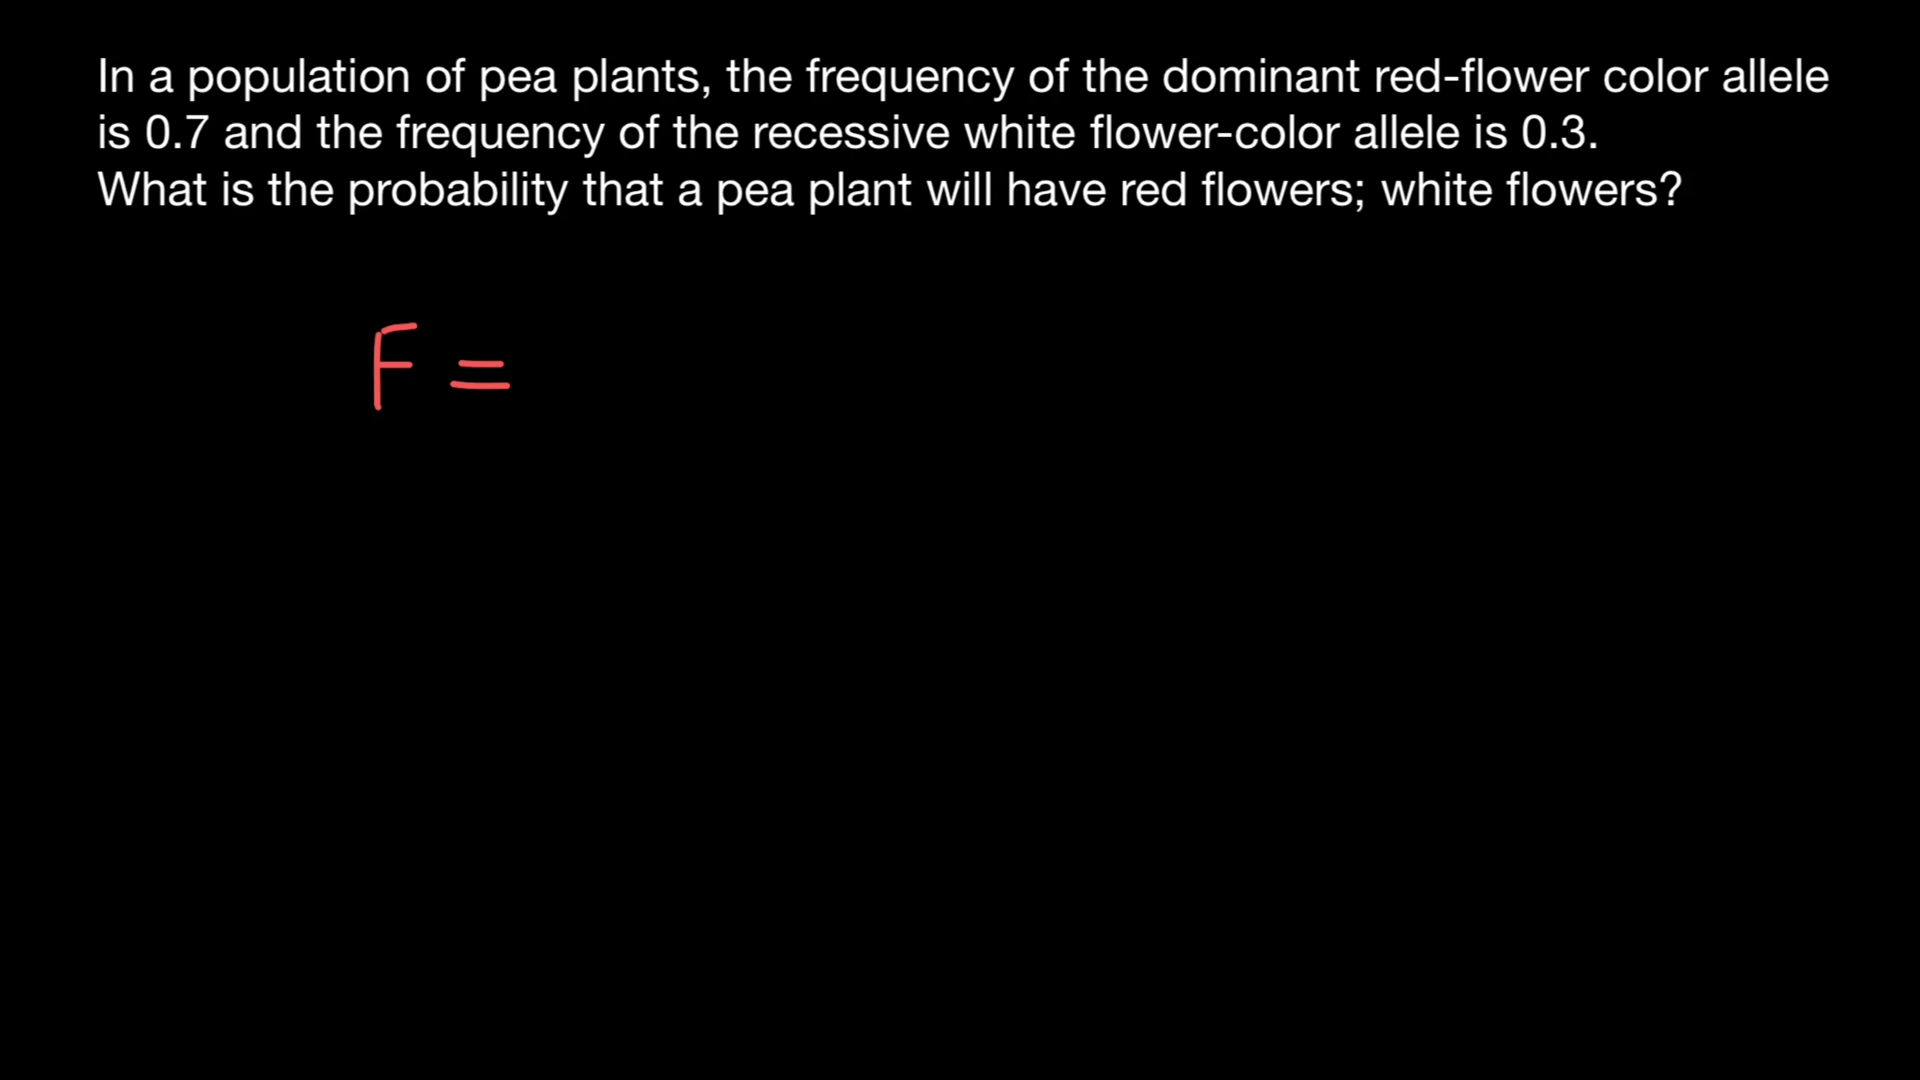 In a population of pea plants, the frequency of the dominant red-flower color allele
is 0.7 and the frequency of the recessive white flower-color allele is 0.3.
What is the probability that a pea plant will have red flowers; white flowers?
F =